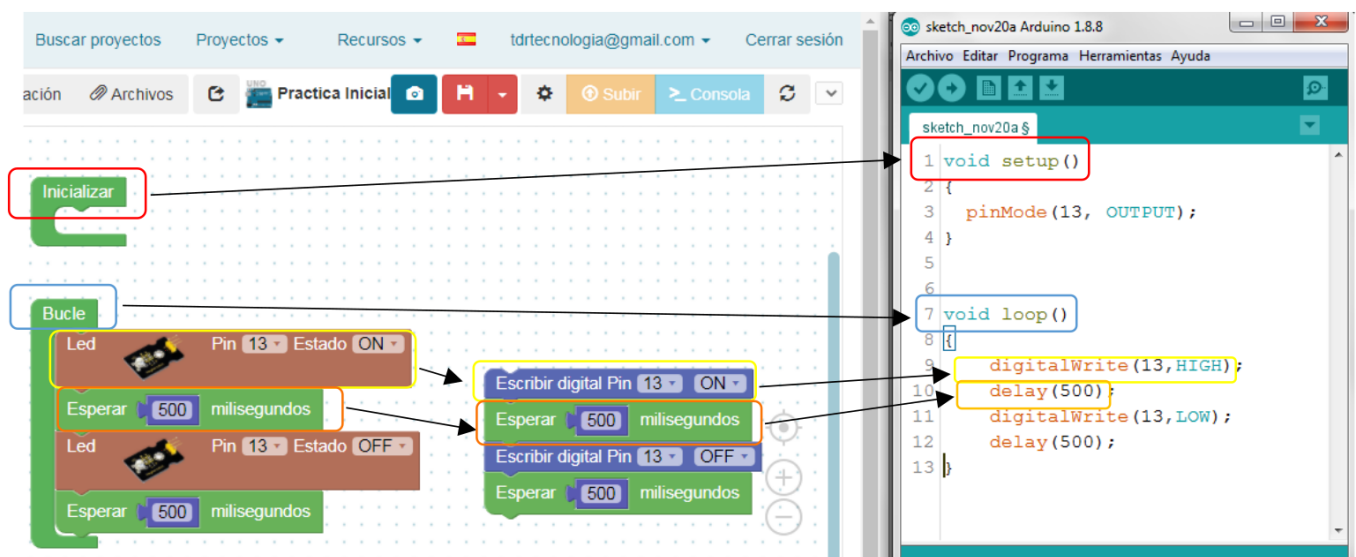 Buscar proyectos Proyectos Recursos tdrtecnologia@gmail.com Cerrar sesión
ación Archivos UNO Practica Inicial Subir >_ Consola
Inicializar
Bucle
Led Pin 13 Estado ON
Esperar 500 milisegundos
Led Pin 13 Estado OFF
Esperar 500 milisegundos
Escribir digital Pin 13 ON
Esperar 500 milisegundos
Escribir digital Pin 13 OFF
Esperar 500 milisegundos
sketch_nov20a Arduino 1.8.8
Archivo Editar Programa Herramientas Ayuda
sketch_nov20a §
1 void setup()
2 {
3 pinMode(13, OUTPUT);
4 }
5
6
7 void loop()
8 {
9 digitalWrite(13,HIGH);
10 delay(500);
11 digitalWrite(13,LOW);
12 delay(500);
13 }